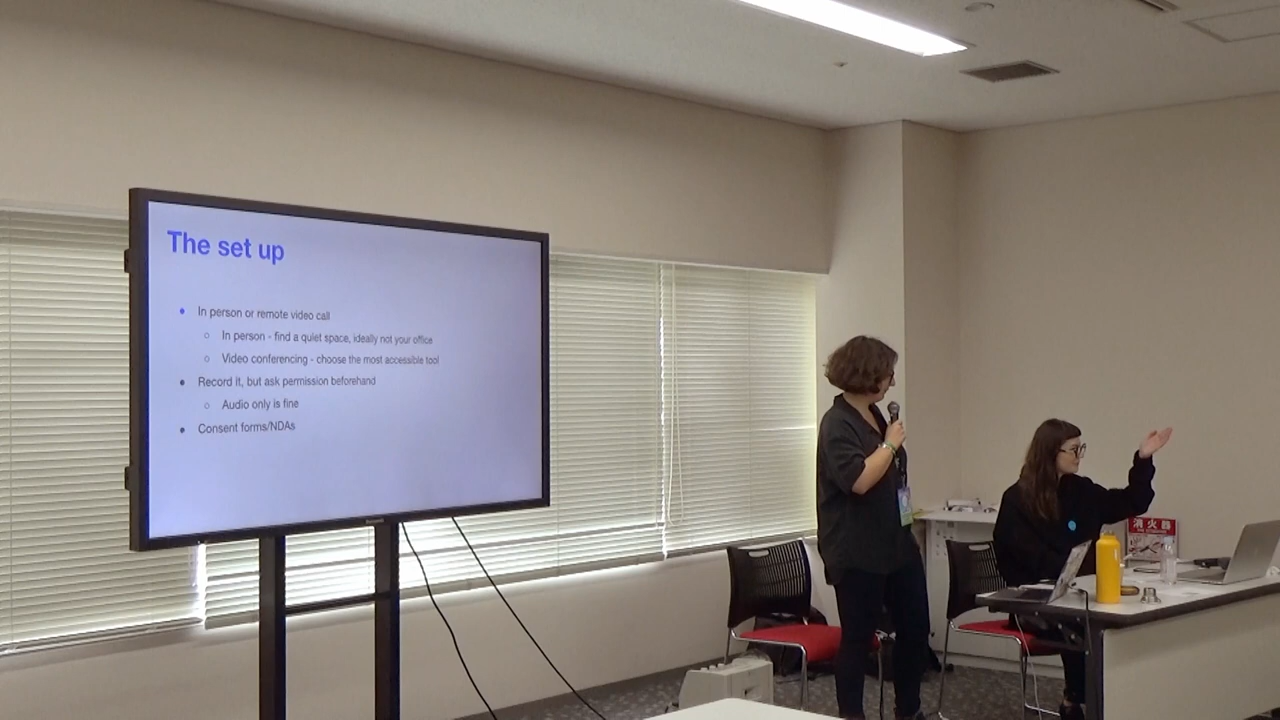 The set up
In person or remote video call
In person - find a quiet space, ideally not your office
Video conferencing - choose the most accessible tool
Record it, but ask permission beforehand
Audio only is fine
Consent forms/NDAs
消火器